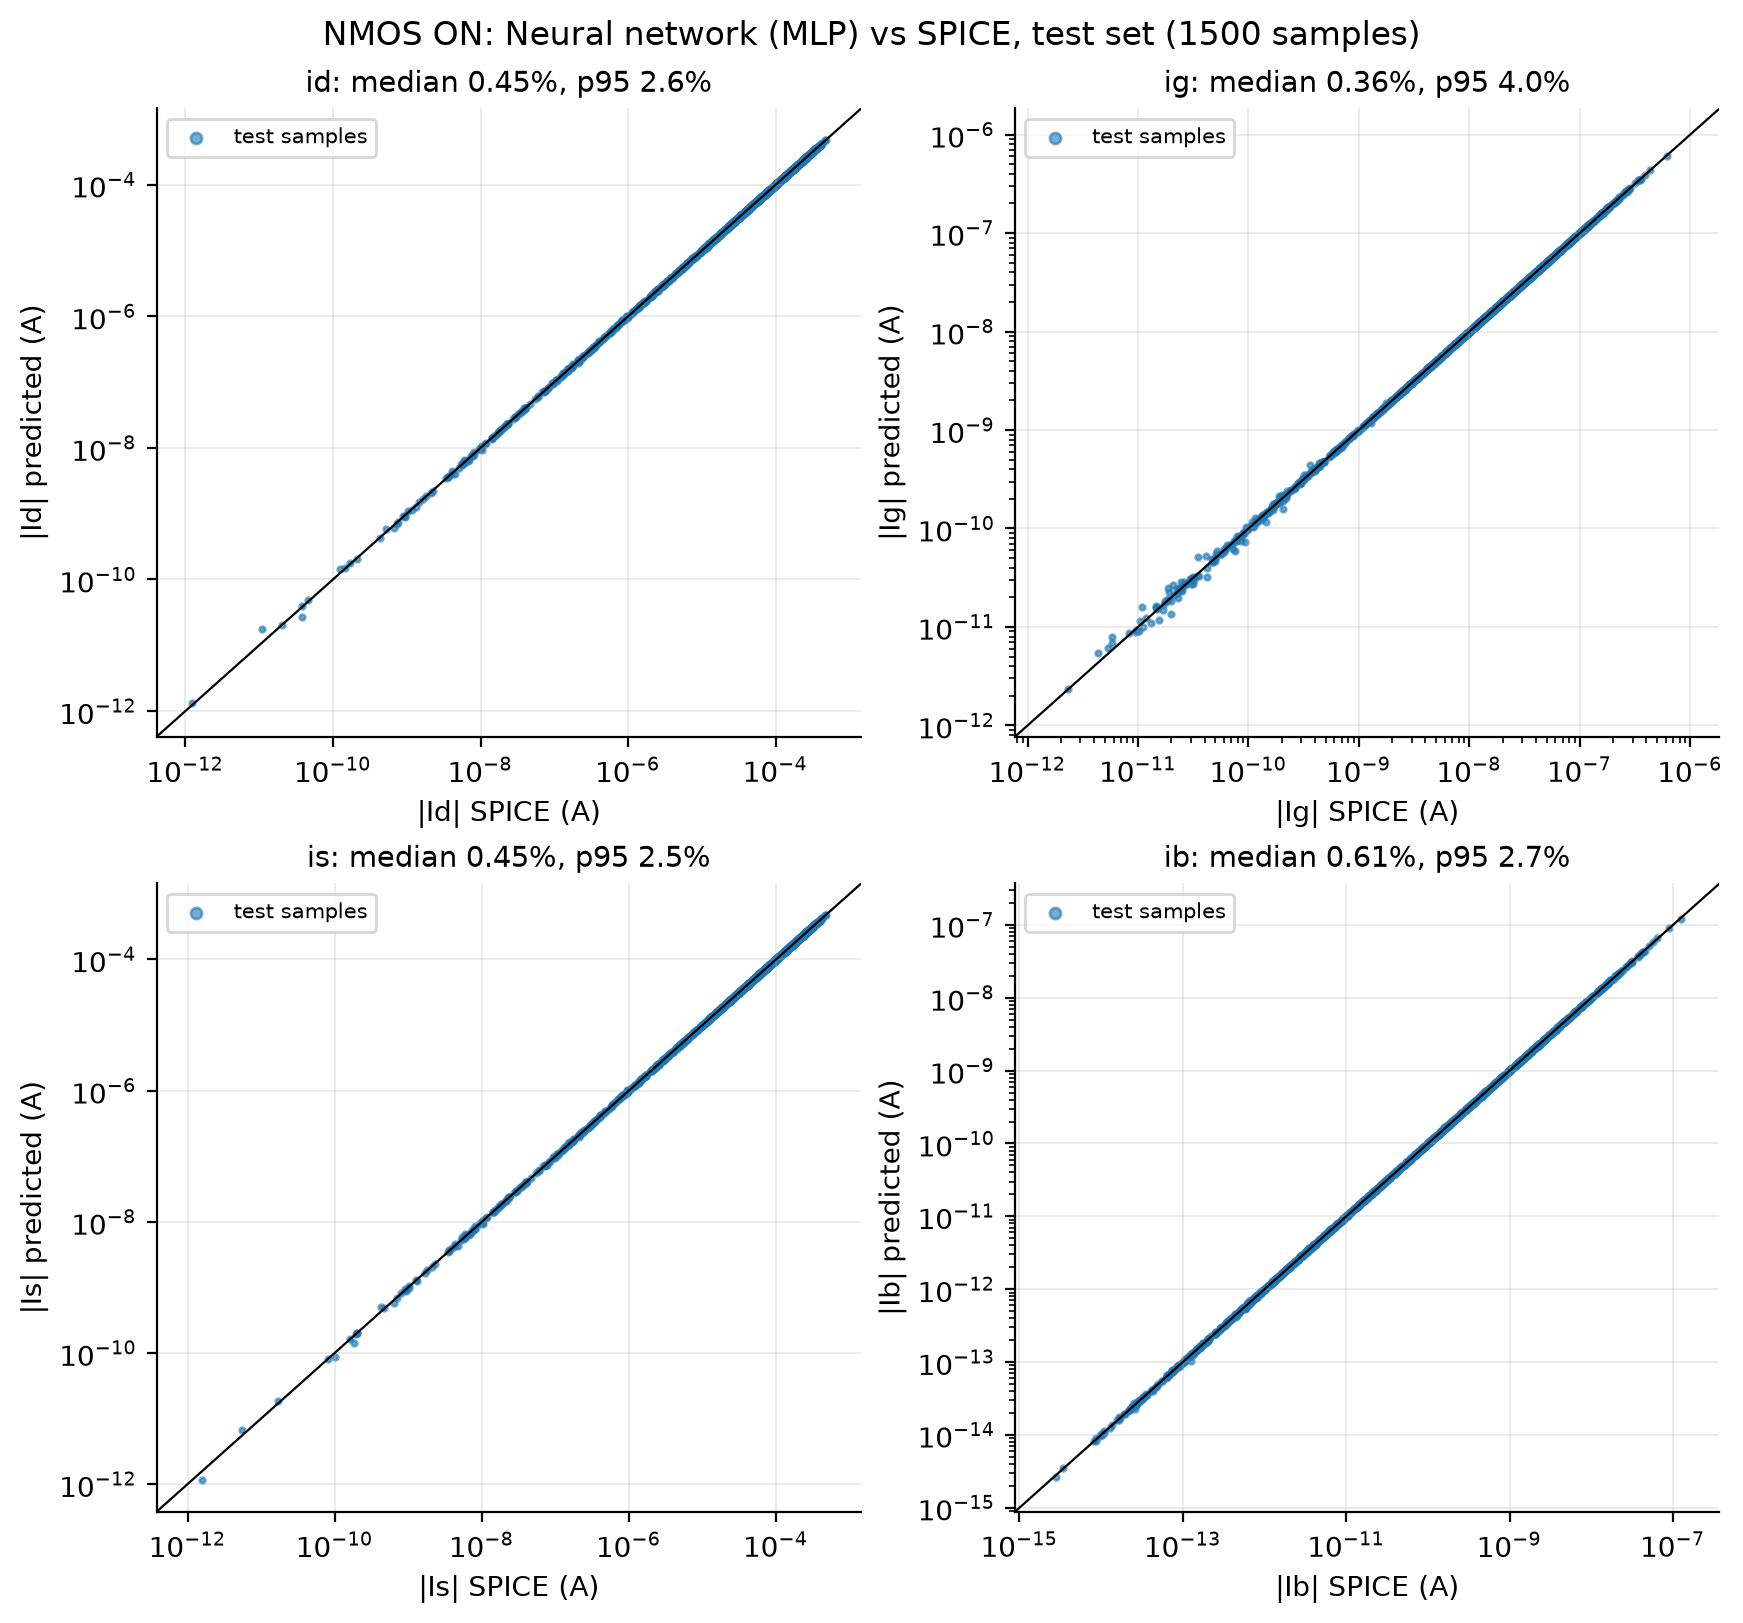 NMOS ON: Neural network (MLP) vs SPICE, test set (1500 samples)
id: median 0.45%, p95 2.6%
test samples
|Id| predicted (A)
10⁻⁴
10⁻⁶
10⁻⁸
10⁻¹⁰
10⁻¹²
10⁻¹² 10⁻¹⁰ 10⁻⁸ 10⁻⁶ 10⁻⁴
|Id| SPICE (A)
ig: median 0.36%, p95 4.0%
test samples
|Ig| predicted (A)
10⁻⁶
10⁻⁷
10⁻⁸
10⁻⁹
10⁻¹⁰
10⁻¹¹
10⁻¹²
10⁻¹² 10⁻¹¹ 10⁻¹⁰ 10⁻⁹ 10⁻⁸ 10⁻⁷ 10⁻⁶
|Ig| SPICE (A)
is: median 0.45%, p95 2.5%
test samples
|Is| predicted (A)
10⁻⁴
10⁻⁶
10⁻⁸
10⁻¹⁰
10⁻¹²
10⁻¹² 10⁻¹⁰ 10⁻⁸ 10⁻⁶ 10⁻⁴
|Is| SPICE (A)
ib: median 0.61%, p95 2.7%
test samples
|Ib| predicted (A)
10⁻⁷
10⁻⁸
10⁻⁹
10⁻¹⁰
10⁻¹¹
10⁻¹²
10⁻¹³
10⁻¹⁴
10⁻¹⁵
10⁻¹⁵ 10⁻¹³ 10⁻¹¹ 10⁻⁹ 10⁻⁷
|Ib| SPICE (A)